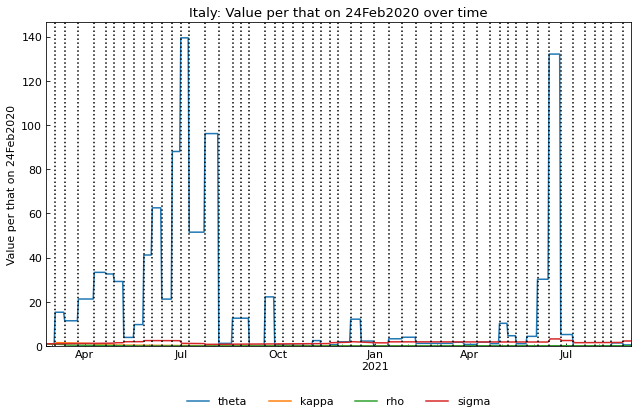 Italy: Value per that on 24Feb2020 over time
Value per that on 24Feb2020
140
120
100
80
60
40
20
0
Apr Jul Oct Jan Apr Jul
2021
theta kappa rho sigma